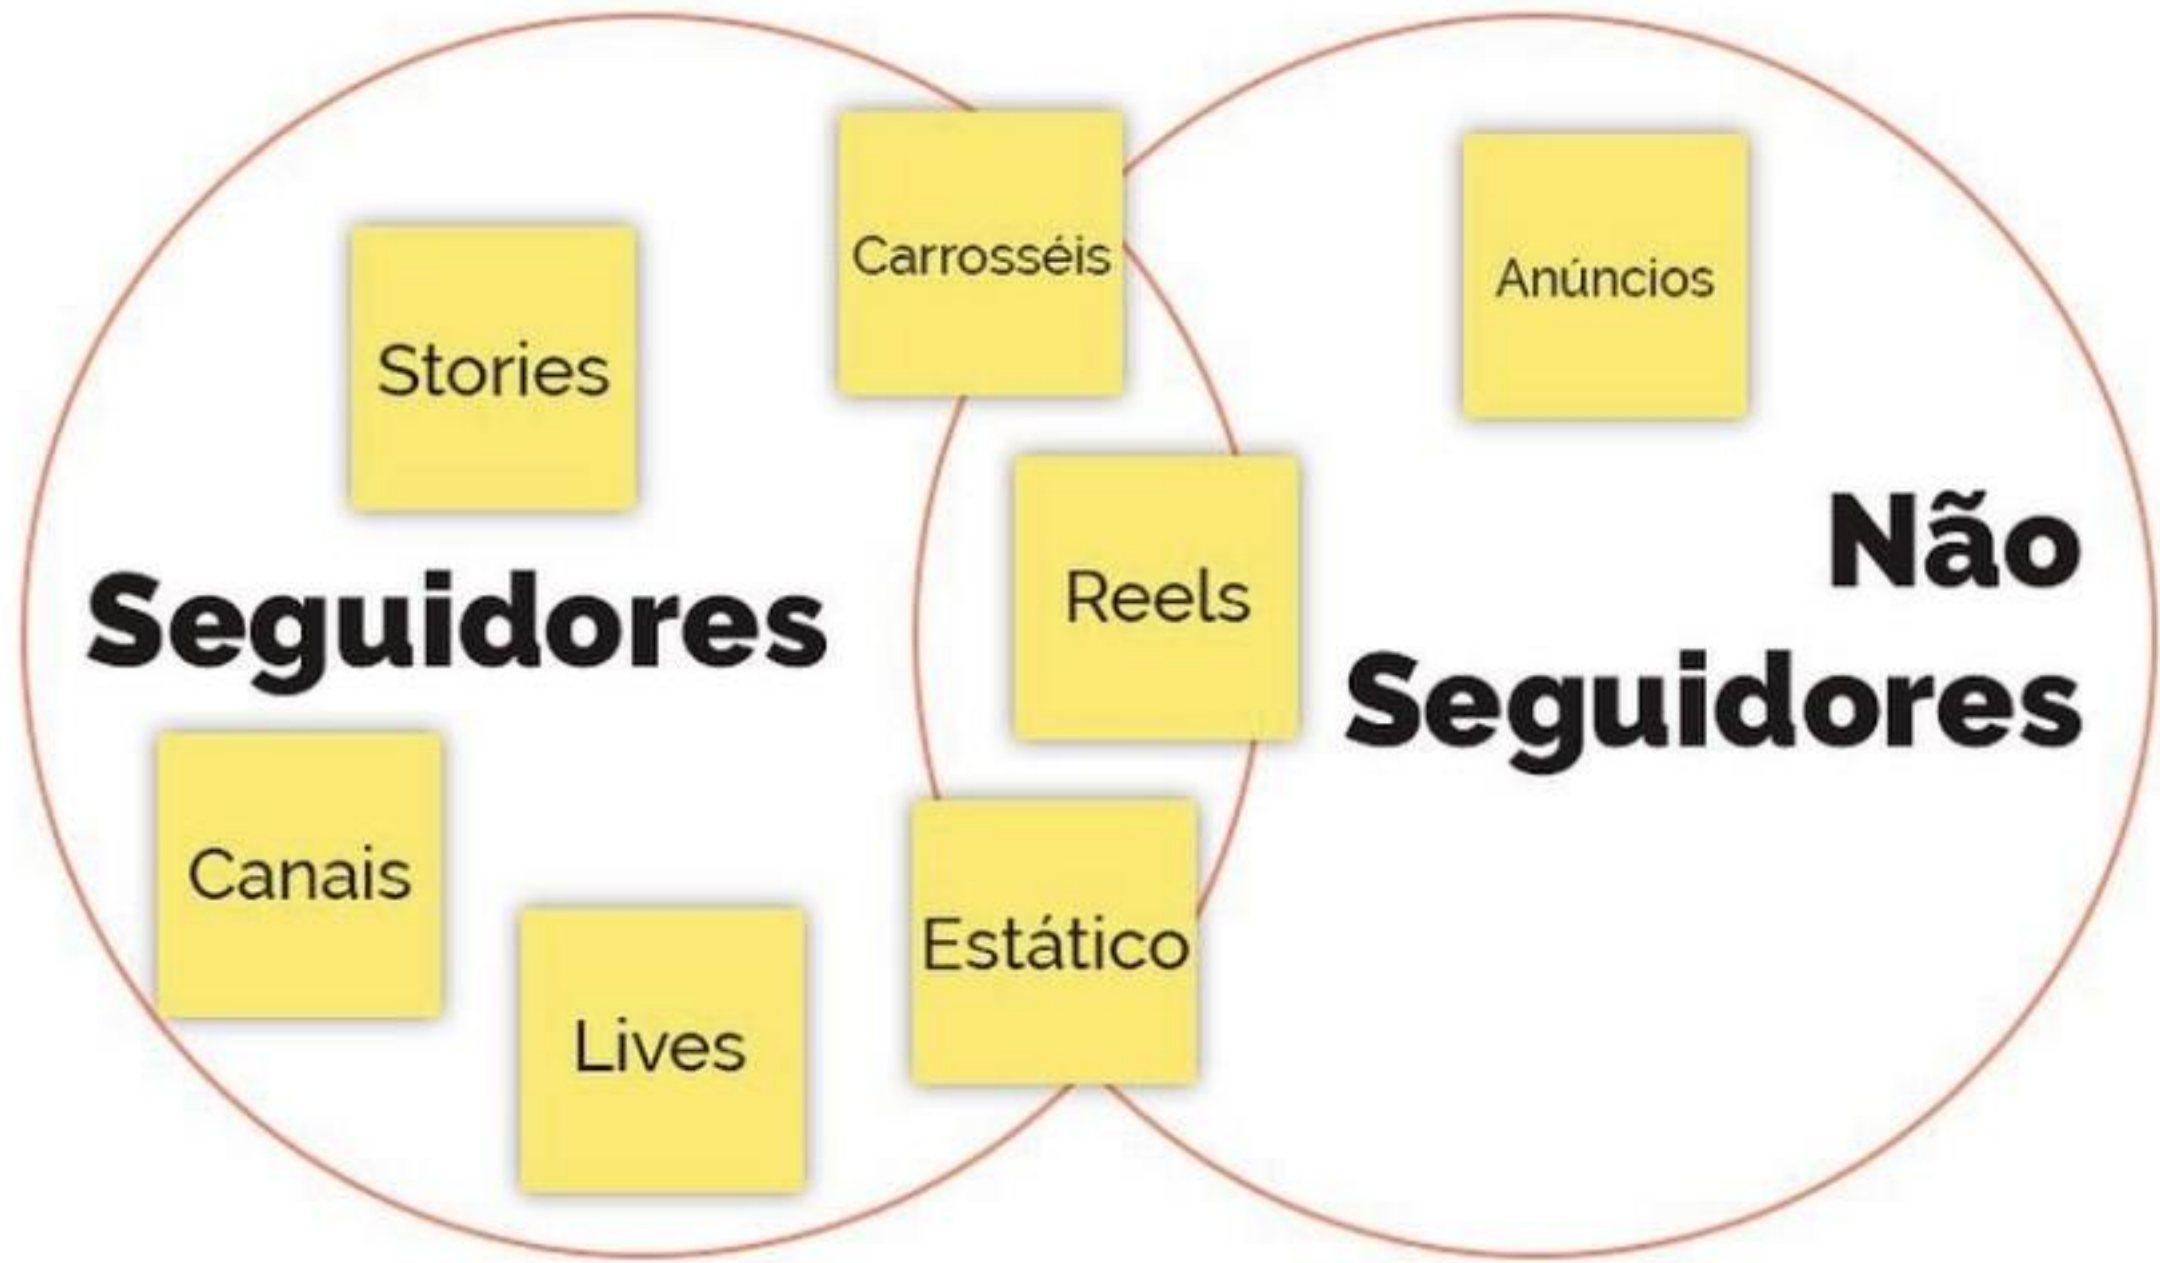 Carrosséis
Anúncios
Stories
Seguidores
Reels
Não
Seguidores
Canais
Estático
Lives